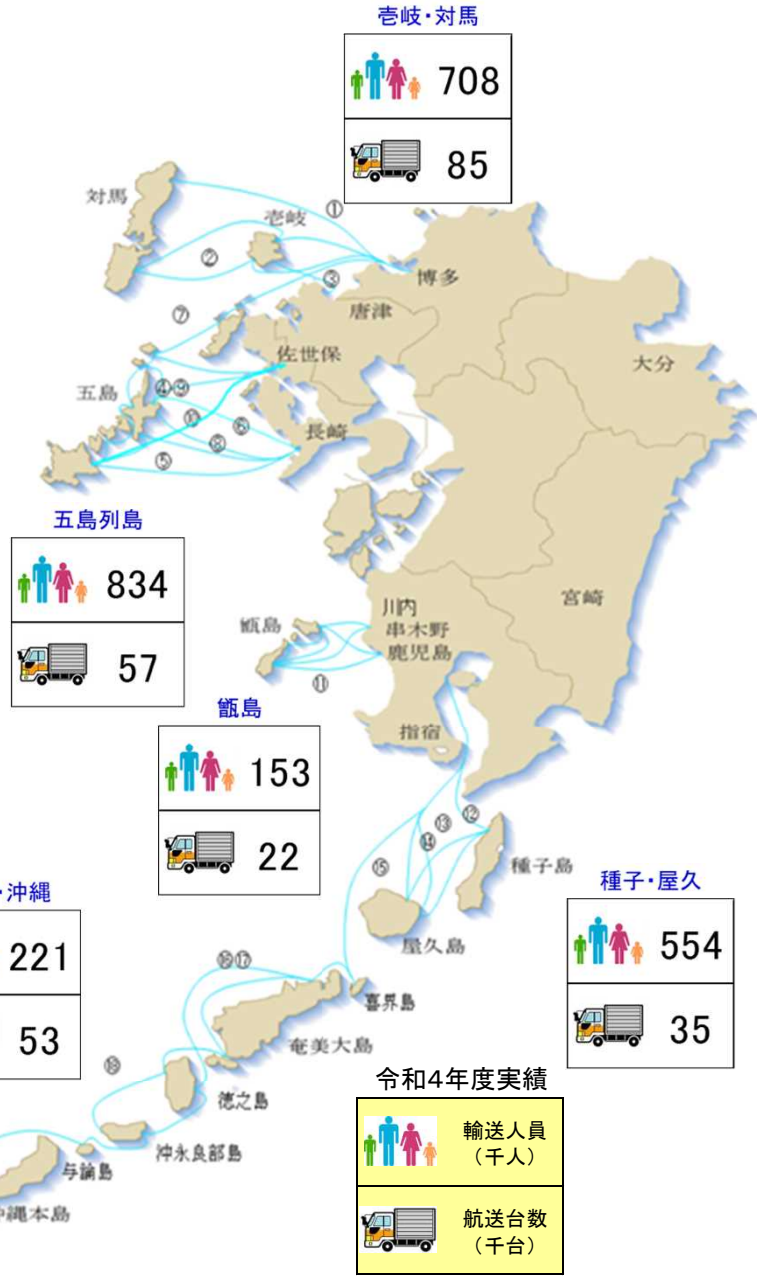 壱岐・対馬
708
85
対馬
壱岐
①
②
③
博多
唐津
⑦
佐世保
大分
五島
④⑨
⑩
⑥
⑧
長崎
⑤
五島列島
834
57
川内
串木野
鹿児島
甑島
⑪
宮崎
甑島
153
22
指宿
⑫
⑬
⑭
⑮
種子島
屋久島
種子・屋久
554
35
・沖縄
221
53
⑯⑰
喜界島
奄美大島
徳之島
沖永良部島
与論島
沖縄本島
令和4年度実績
輸送人員
（千人）
航送台数
（千台）